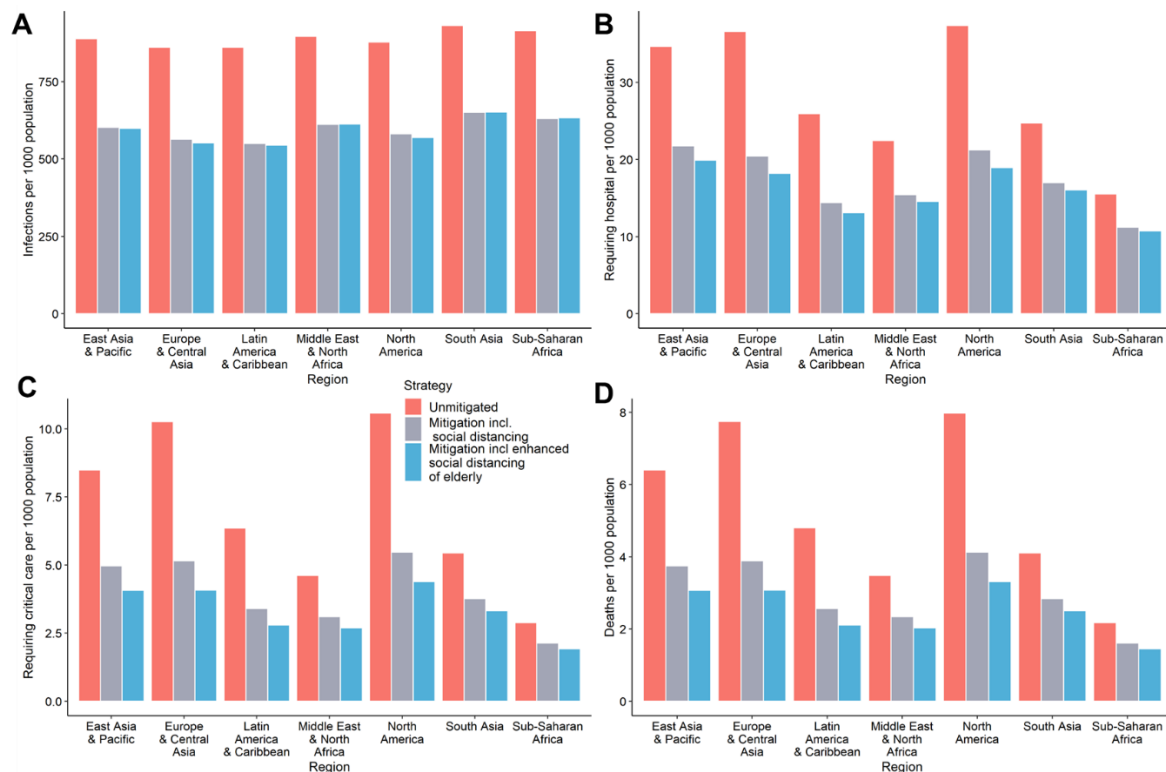 A
Infections per 1000 population
750
500
250
0
East Asia
& Pacific
Europe
& Central
Asia
Latin
America
& Caribbean
Middle East
& North
Africa
North
America
South Asia
Sub-Saharan
Africa
Region
B
Requiring hospital per 1000 population
30
20
10
0
East Asia
& Pacific
Europe
& Central
Asia
Latin
America
& Caribbean
Middle East
& North
Africa
North
America
South Asia
Sub-Saharan
Africa
Region
C
Requiring critical care per 1000 population
10.0
7.5
5.0
2.5
0.0
Strategy
Unmitigated
Mitigation incl.
social distancing
Mitigation incl enhanced
social distancing
of elderly
East Asia
& Pacific
Europe
& Central
Asia
Latin
America
& Caribbean
Middle East
& North
Africa
North
America
South Asia
Sub-Saharan
Africa
Region
D
Deaths per 1000 population
8
6
4
2
0
East Asia
& Pacific
Europe
& Central
Asia
Latin
America
& Caribbean
Middle East
& North
Africa
North
America
South Asia
Sub-Saharan
Africa
Region